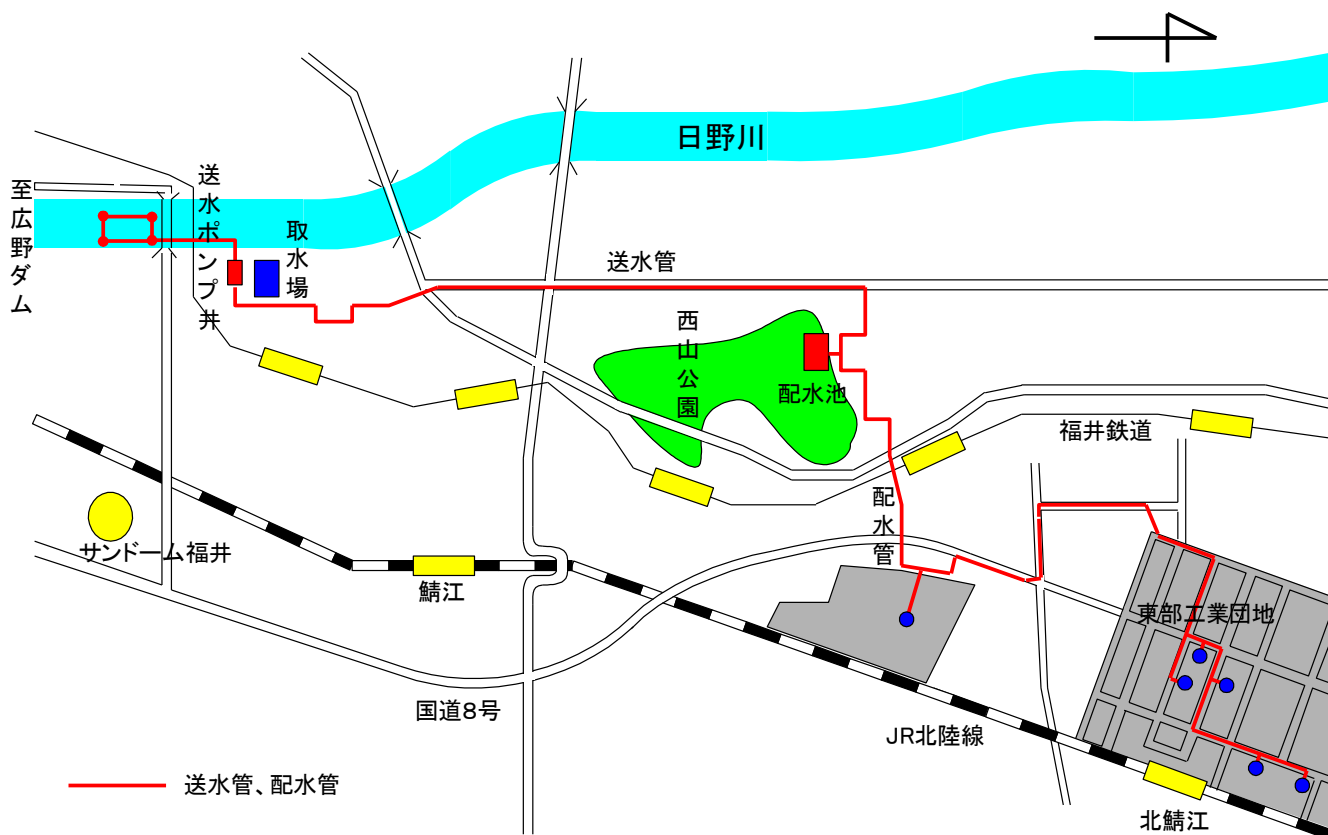 日野川
至広野ダム
送水ポンプ井
取水場
送水管
西山公園
配水池
福井鉄道
配水管
サンドーム福井
鯖江
東部工業団地
国道8号
JR北陸線
送水管、配水管
北鯖江